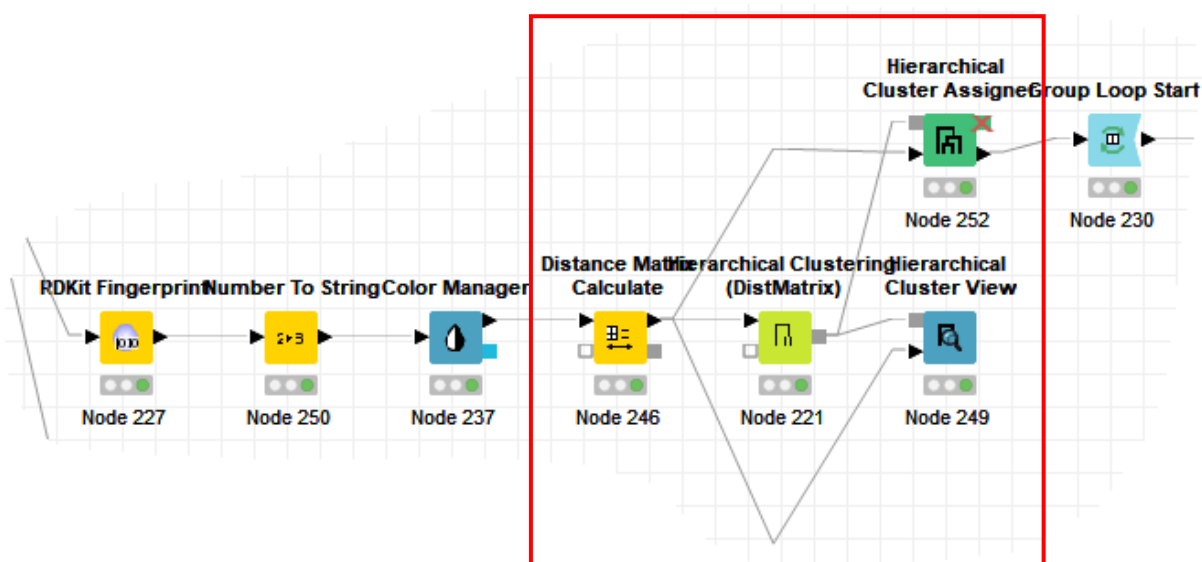 Hierarchical
Cluster Assigner
Group Loop Start
Node 252
Node 230
RDKit Fingerprint
Number To String
Color Manager
Distance Matrix
Calculate
Hierarchical Clustering
(DistMatrix)
Hierarchical
Cluster View
2▸3
Node 227
Node 250
Node 237
Node 246
Node 221
Node 249